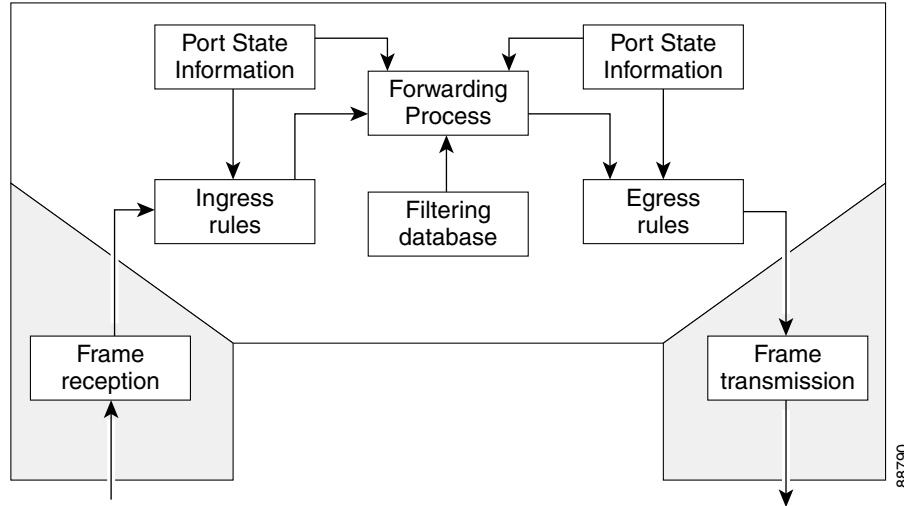 Port State
Information
Port State
Information
Forwarding
Process
Ingress
rules
Filtering
database
Egress
rules
Frame
reception
Frame
transmission
88790